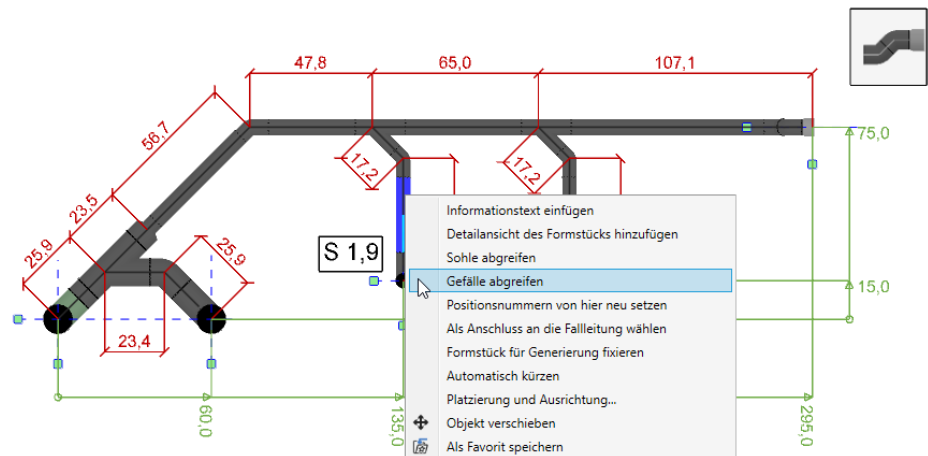 47,8
65,0
107,1
56,7
75,0
17,2
17,2
23,5
25,9
25,9
S 1,9
23,4
15,0
60,0
135,0
295,0
Informationstext einfügen
Detailansicht des Formstücks hinzufügen
Sohle abgreifen
Gefälle abgreifen
Positionsnummern von hier neu setzen
Als Anschluss an die Fallleitung wählen
Formstück für Generierung fixieren
Automatisch kürzen
Platzierung und Ausrichtung...
Objekt verschieben
Als Favorit speichern